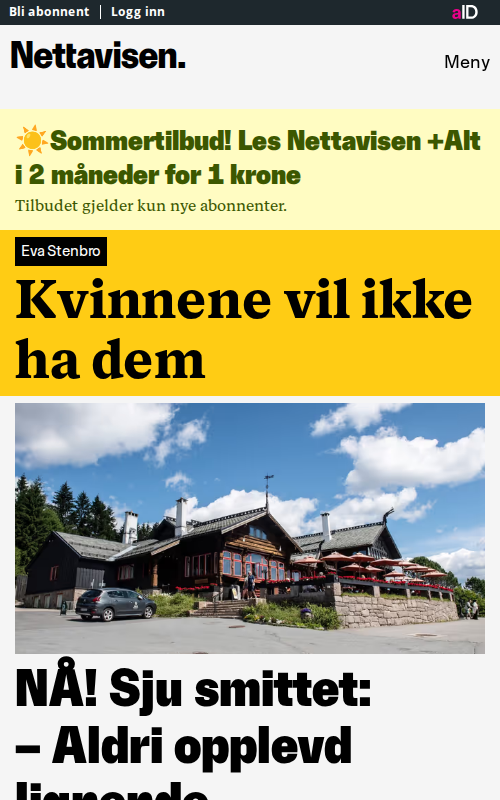 Bli abonnent
Logg inn
aID
Nettavisen.
Meny
Sommertilbud! Les Nettavisen +Alt
i 2 måneder for 1 krone
Tilbudet gjelder kun nye abonnenter.
Eva Stenbro
Kvinnene vil ikke
ha dem
NÅ! Sju smittet:
– Aldri opplevd
lignende